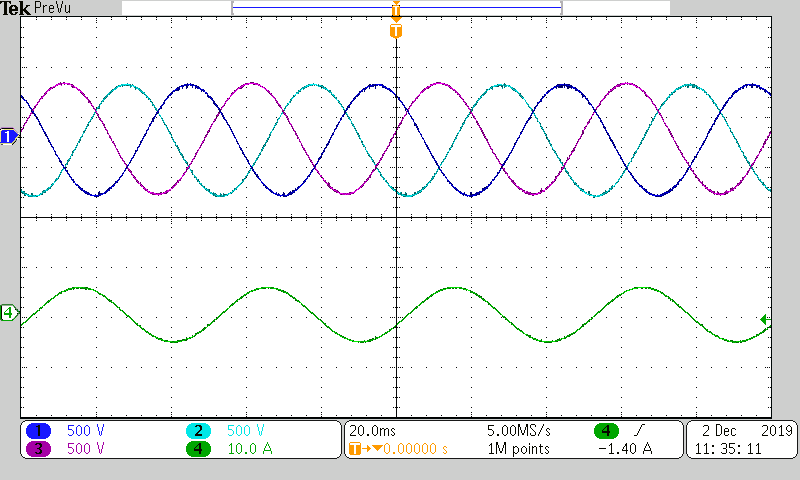 Tek PreVu
T
T
1
4
1 500 V 2 500 V
3 500 V 4 10.0 A
20.0ms 5.00MS/s 4
T→▼0.00000 s 1M points −1.40 A
2 Dec 2019
11:35:11